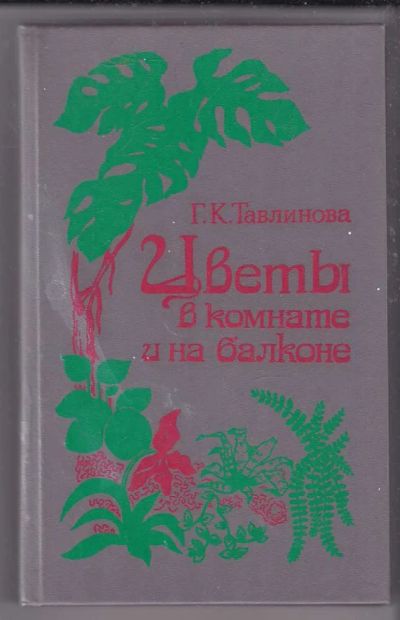 Г.К.Тавлинова
Цветы
в комнате
и на балконе